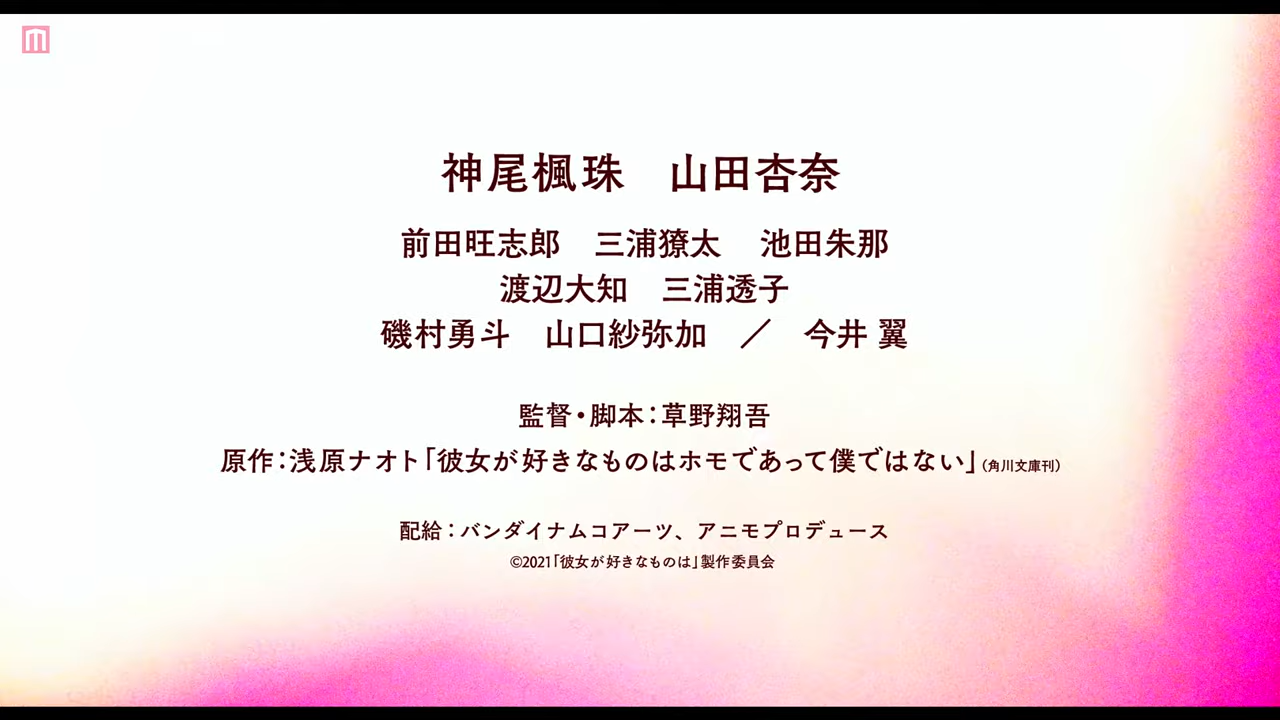 神尾楓珠　山田杏奈
前田旺志郎　三浦獠太　池田朱那
渡辺大知　三浦透子
磯村勇斗　山口紗弥加　／　今井 翼
監督・脚本：草野翔吾
原作：浅原ナオト「彼女が好きなものはホモであって僕ではない」（角川文庫刊）
配給：バンダイナムコアーツ、アニモプロデュース
©2021「彼女が好きなものは」製作委員会